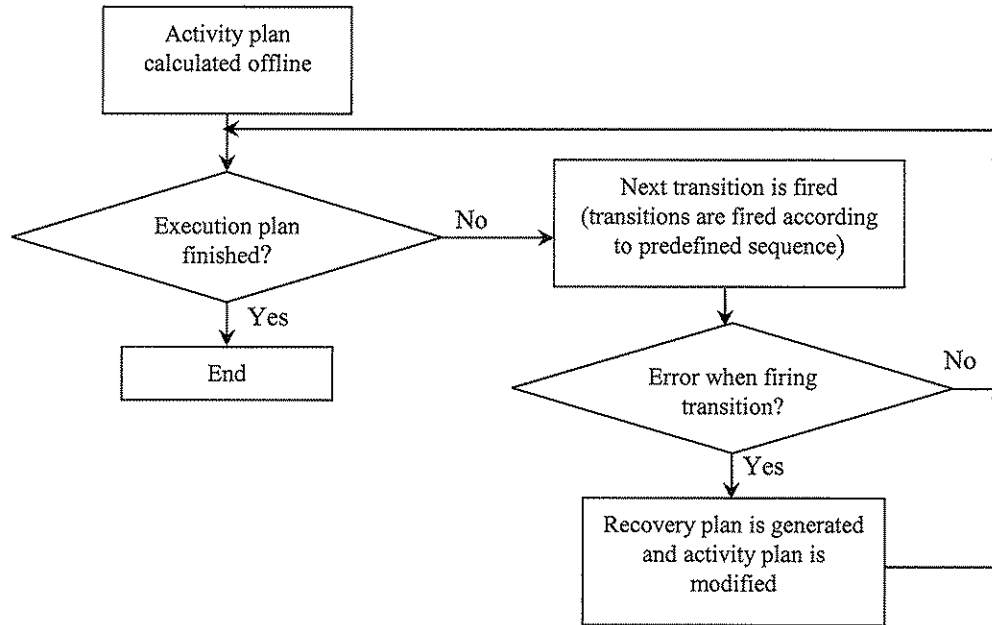 Activity plan
calculated offline
Execution plan
finished?
No
Next transition is fired
(transitions are fired according
to predefined sequence)
Yes
End
Error when firing
transition?
No
Yes
Recovery plan is generated
and activity plan is
modified